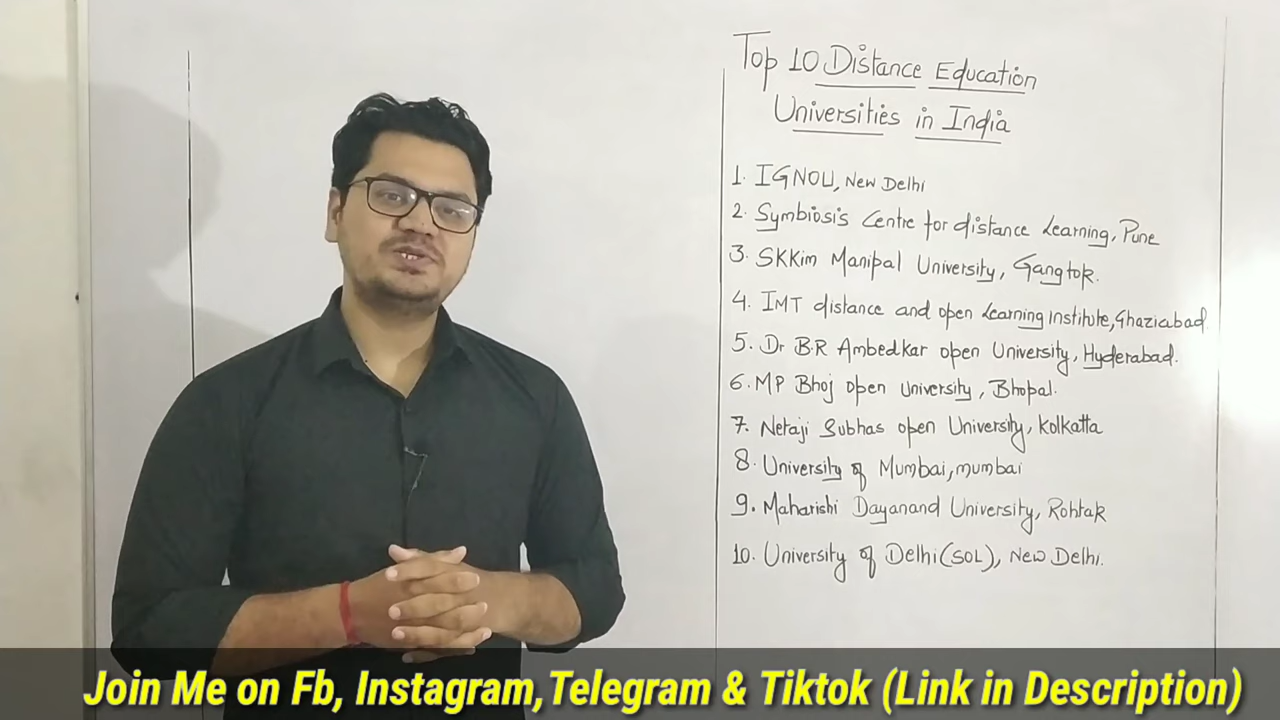 Top 10 Distance Education
Universities in India
1. IGNOU, New Delhi
2. Symbiosis Centre for distance Learning, Pune
3. SKKim Manipal University, Gangtok.
4. IMT distance and open Learning institute, Ghaziabad
5. Dr B.R Ambedkar open University, Hyderabad.
6. MP Bhoj open University, Bhopal.
7. Netaji Subhas open University, Kolkatta
8. University of Mumbai, mumbai
9. Maharishi Dayanand University, Rohtak
10. University of Delhi (SOL), New Delhi.
Join Me on Fb, Instagram, Telegram & Tiktok (Link in Description)